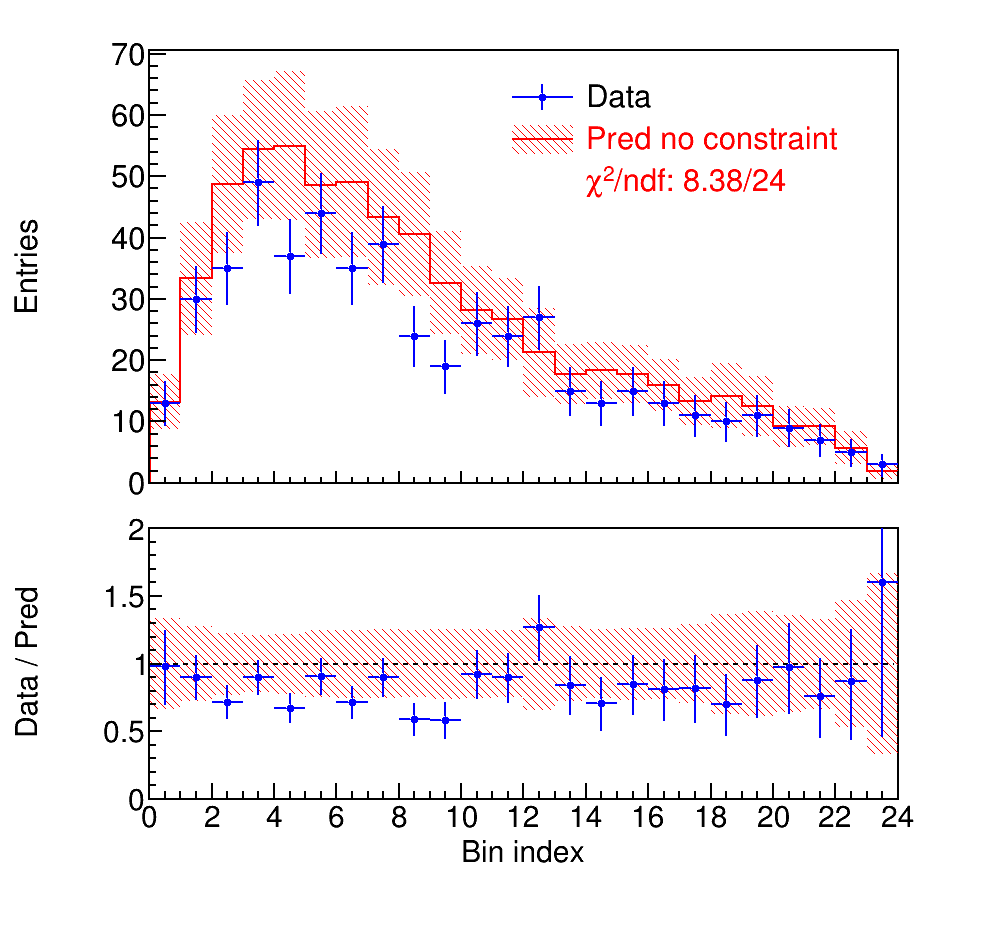 70
60
50
40
30
20
10
0
Entries
Data
Pred no constraint
χ²/ndf: 8.38/24
2
1.5
1
0.5
0
Data / Pred
0 2 4 6 8 10 12 14 16 18 20 22 24
Bin index